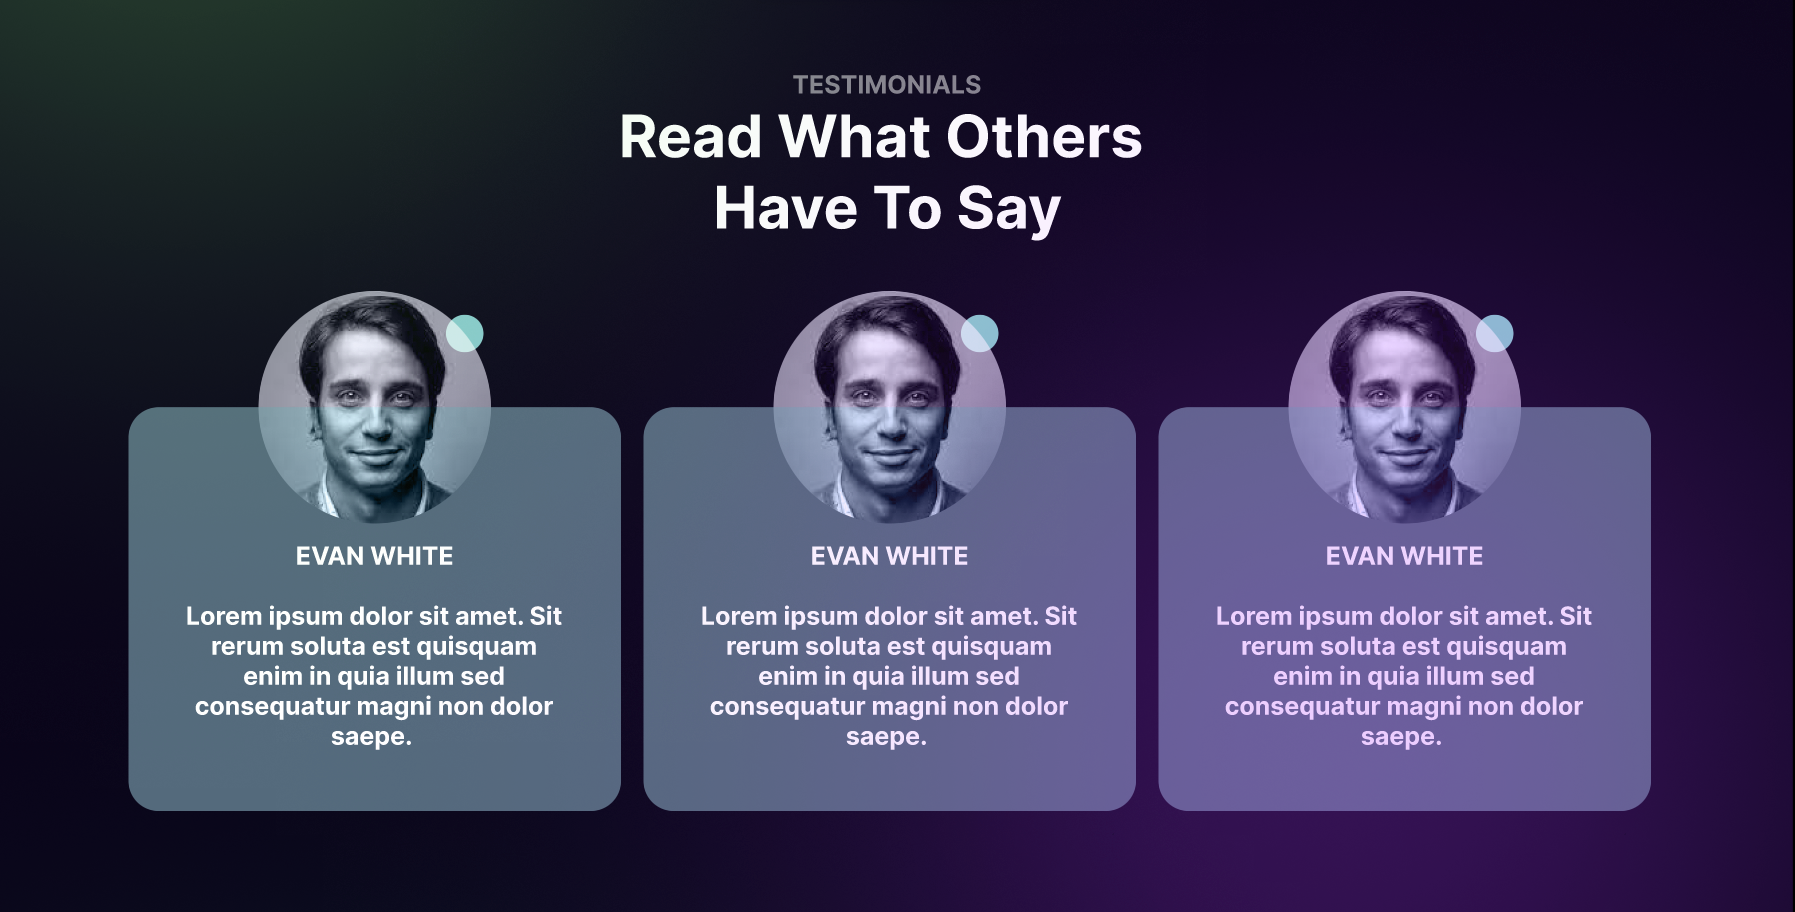 TESTIMONIALS
Read What Others
Have To Say
EVAN WHITE
Lorem ipsum dolor sit amet. Sit
rerum soluta est quisquam
enim in quia illum sed
consequatur magni non dolor
saepe.
EVAN WHITE
Lorem ipsum dolor sit amet. Sit
rerum soluta est quisquam
enim in quia illum sed
consequatur magni non dolor
saepe.
EVAN WHITE
Lorem ipsum dolor sit amet. Sit
rerum soluta est quisquam
enim in quia illum sed
consequatur magni non dolor
saepe.